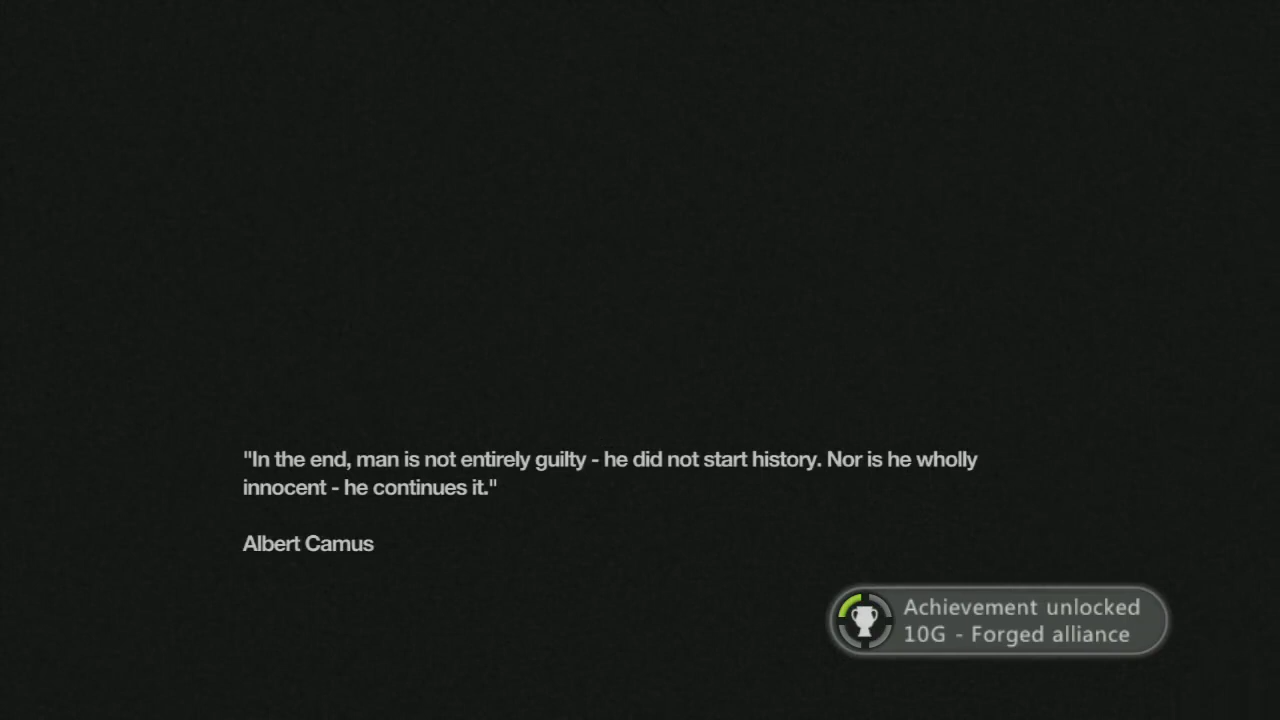 "In the end, man is not entirely guilty - he did not start history. Nor is he wholly
innocent - he continues it."
Albert Camus
Achievement unlocked
10G - Forged alliance